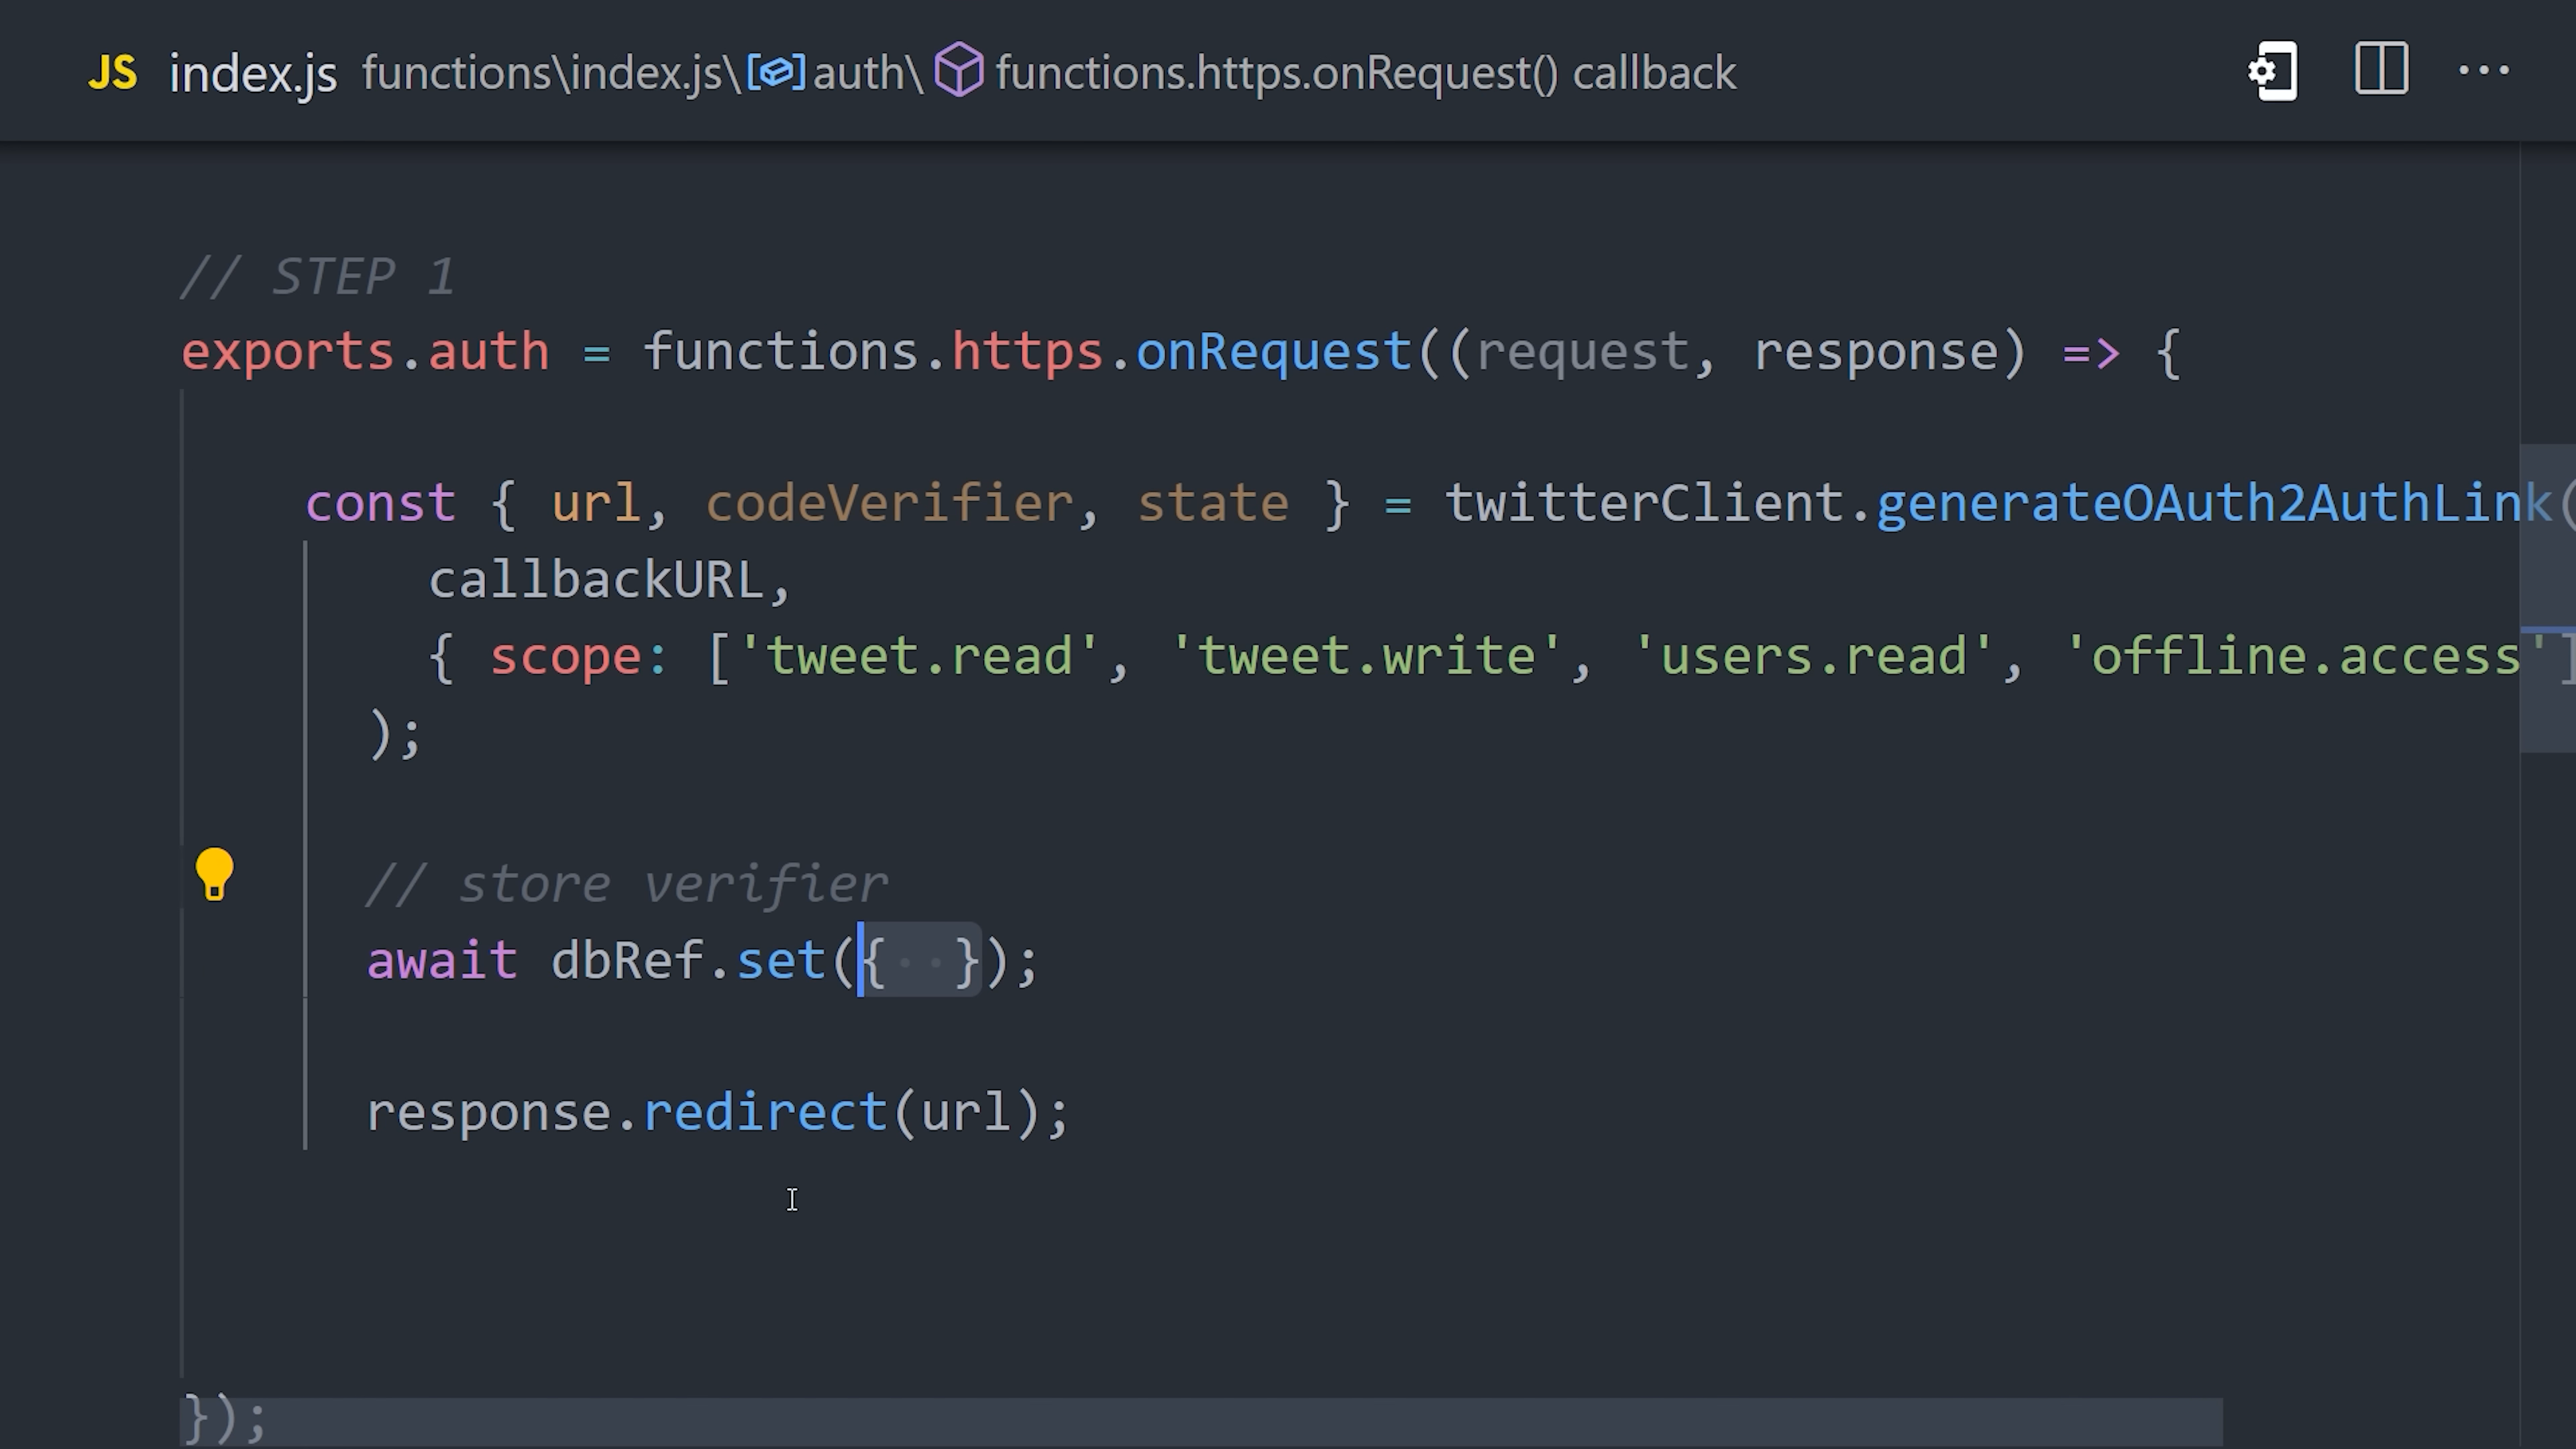 JS index.js functions\index.js\auth\functions.https.onRequest() callback
// STEP 1
exports.auth = functions.https.onRequest((request, response) => {
const { url, codeVerifier, state } = twitterClient.generateOAuth2AuthLink(
callbackURL,
{ scope: ['tweet.read', 'tweet.write', 'users.read', 'offline.access']
);
// store verifier
await dbRef.set({ });
response.redirect(url);
});